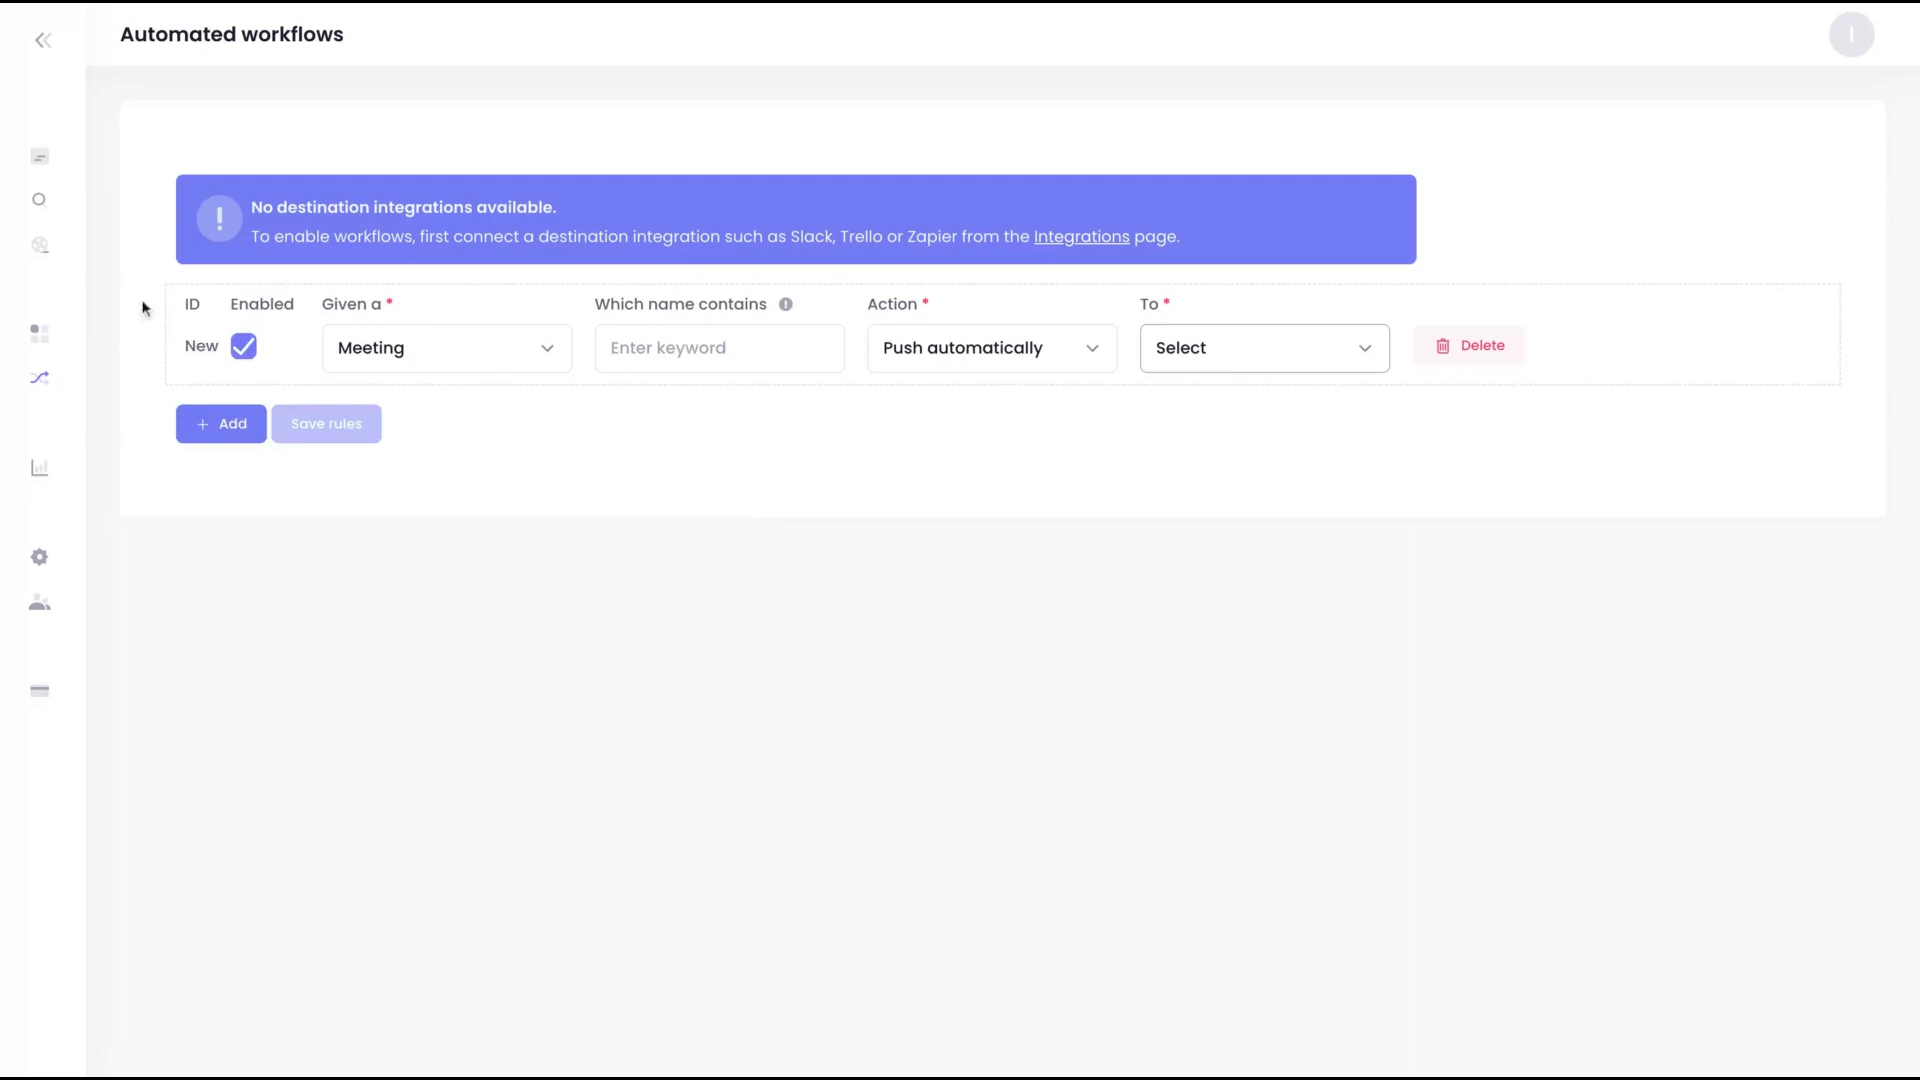 Automated workflows
I
No destination integrations available.
To enable workflows, first connect a destination integration such as Slack, Trello or Zapier from the Integrations page.
ID Enabled Given a * Which name contains Action * To *
New Meeting Enter keyword Push automatically Select Delete
+ Add Save rules